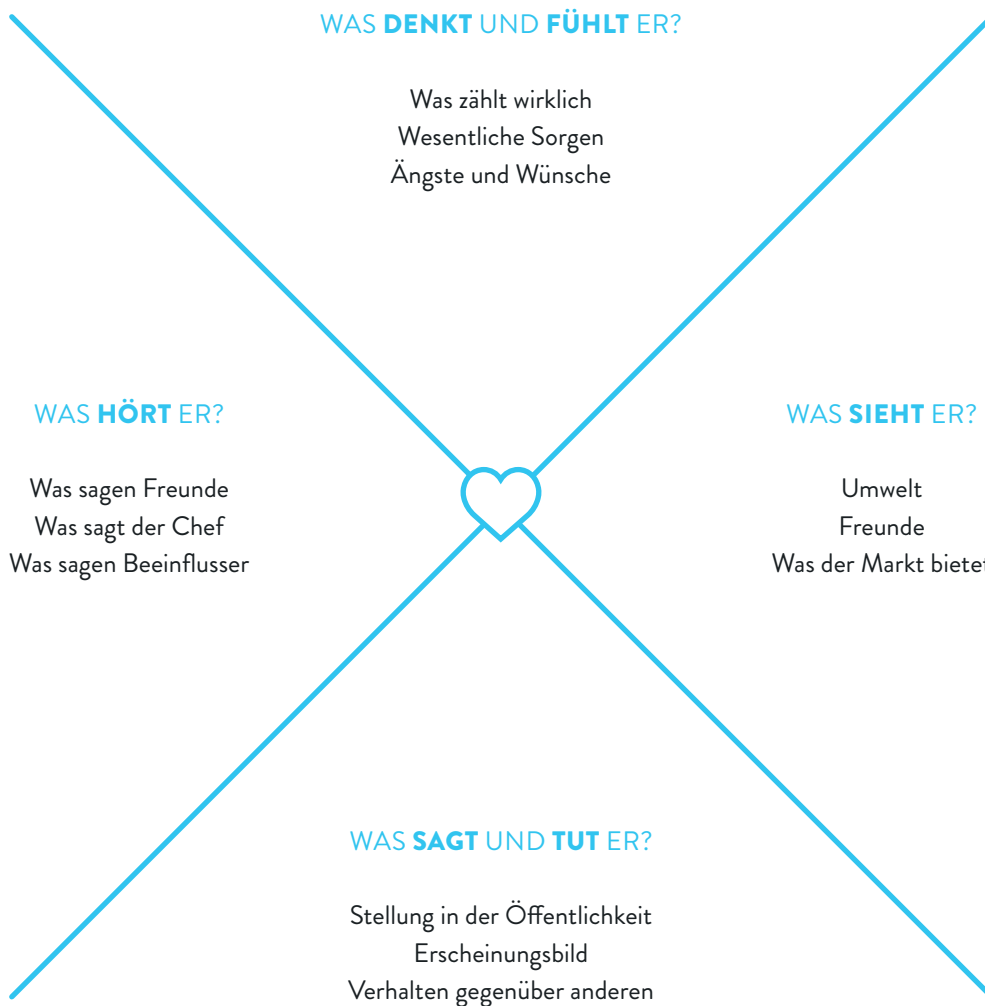 WAS DENKT UND FÜHLT ER?
Was zählt wirklich
Wesentliche Sorgen
Ängste und Wünsche
WAS HÖRT ER?
Was sagen Freunde
Was sagt der Chef
Was sagen Beeinflusser
WAS SIEHT ER?
Umwelt
Freunde
Was der Markt bietet
WAS SAGT UND TUT ER?
Stellung in der Öffentlichkeit
Erscheinungsbild
Verhalten gegenüber anderen